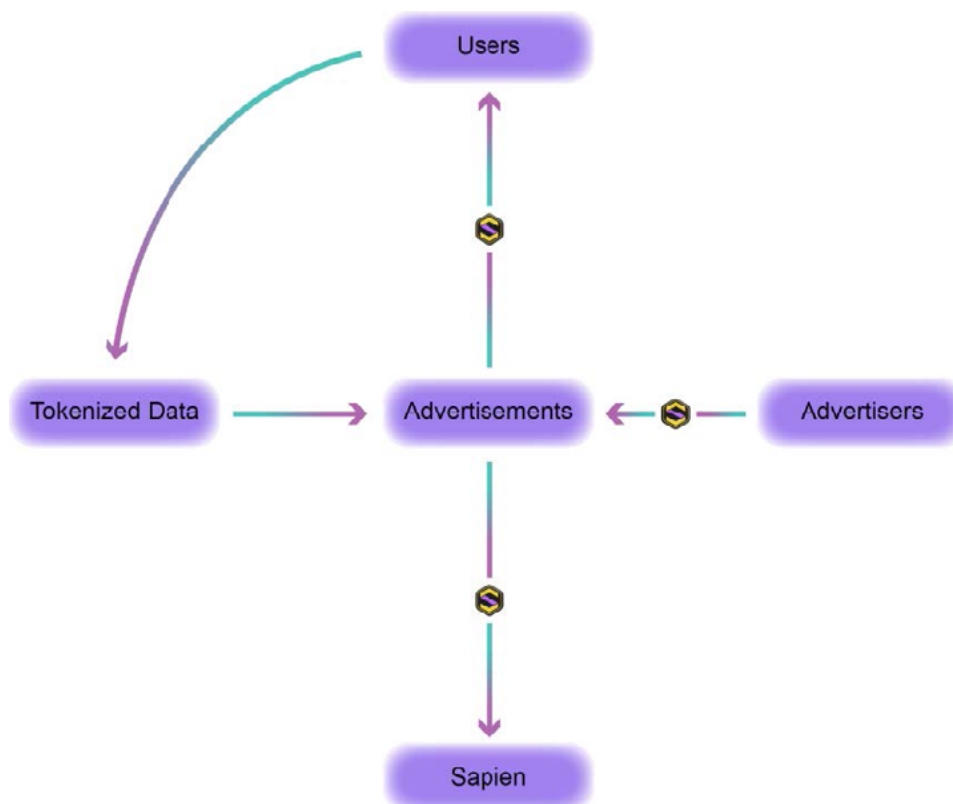 Users
Tokenized Data
Advertisements
Advertisers
Sapien